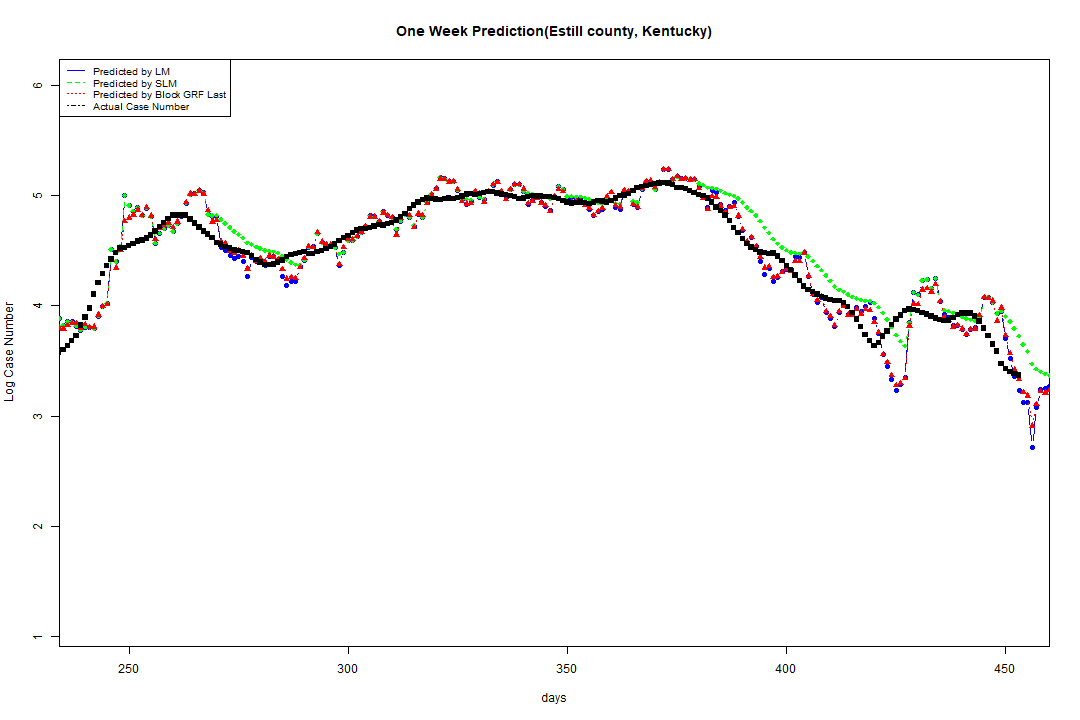 One Week Prediction(Estill county, Kentucky)
Predicted by LM
Predicted by SLM
Predicted by Block GRF Last
Actual Case Number
Log Case Number
6
5
4
3
2
1
250 300 350 400 450
days